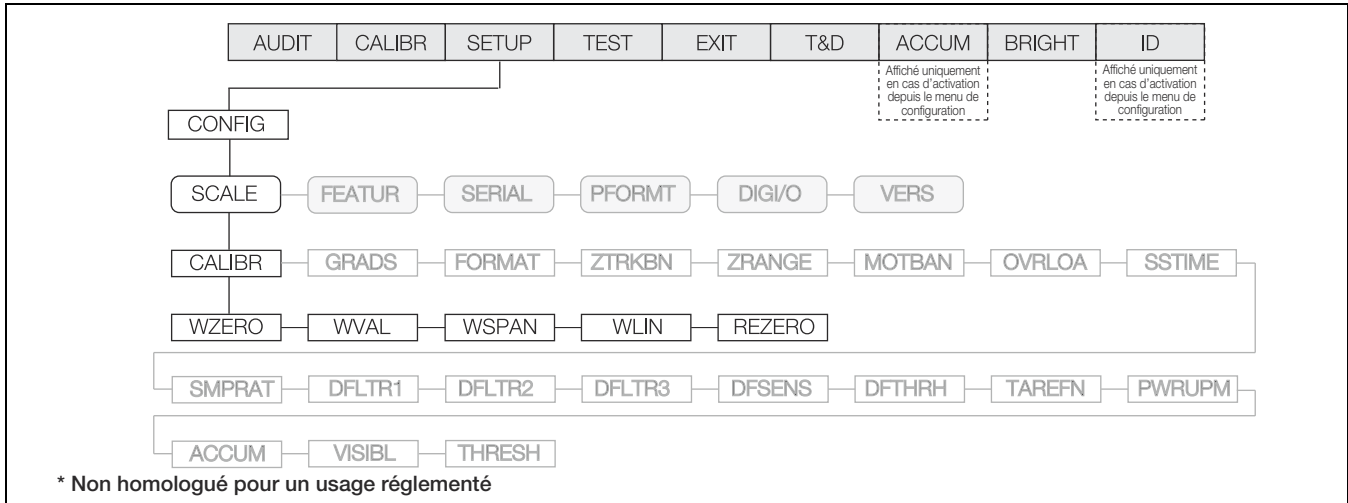 AUDIT CALIBR SETUP TEST EXIT T&D ACCUM BRIGHT ID
Affiché uniquement
en cas d'activation
depuis le menu de
configuration
Affiché uniquement
en cas d'activation
depuis le menu de
configuration
CONFIG
SCALE FEATUR SERIAL PFORMT DIGI/O VERS
CALIBR GRADS FORMAT ZTRKBN ZRANGE MOTBAN OVRLOA SSTIME
WZERO WVAL WSPAN WLIN REZERO
SMPRAT DFLTR1 DFLTR2 DFLTR3 DFSENS DFTHRH TAREFN PWRUPM
ACCUM VISIBL THRESH
* Non homologué pour un usage réglementé